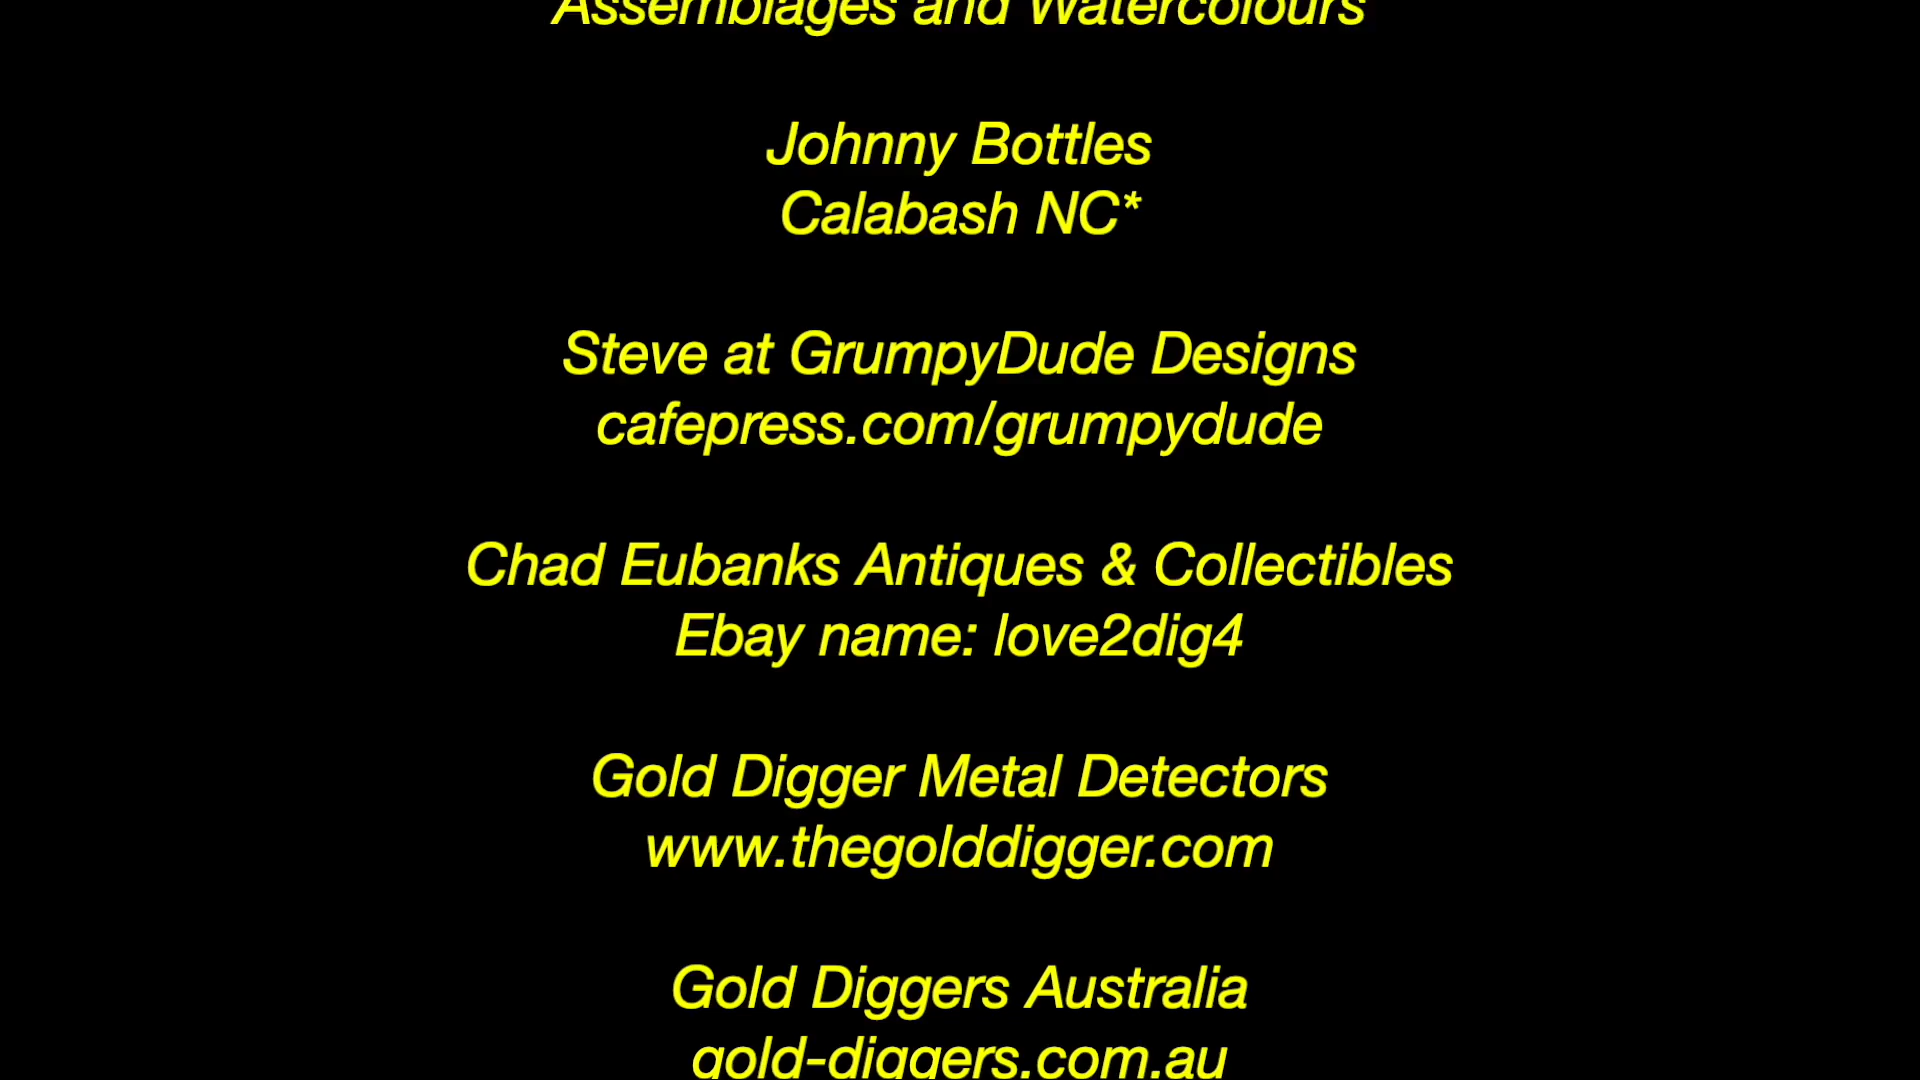 Assemblages and Watercolours
Johnny Bottles
Calabash NC*
Steve at GrumpyDude Designs
cafepress.com/grumpydude
Chad Eubanks Antiques & Collectibles
Ebay name: love2dig4
Gold Digger Metal Detectors
www.thegolddigger.com
Gold Diggers Australia
gold-diggers.com.au